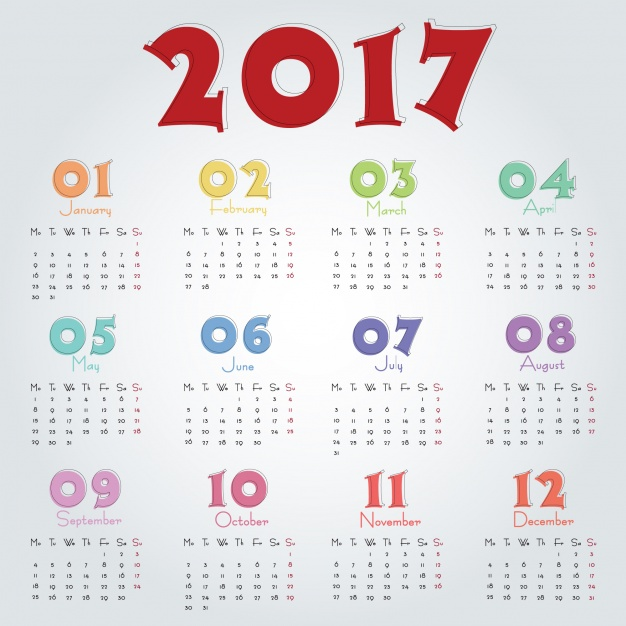 2017
01
January
Mo Tu We Th Fr Sa Su
1
2 3 4 5 6 7 8
9 10 11 12 13 14 15
16 17 18 19 20 21 22
23 24 25 26 27 28 29
30 31
02
February
Mo Tu We Th Fr Sa Su
1 2 3 4 5
6 7 8 9 10 11 12
13 14 15 16 17 18 19
20 21 22 23 24 25 26
27 28
03
March
Mo Tu We Th Fr Sa Su
1 2 3 4 5
6 7 8 9 10 11 12
13 14 15 16 17 18 19
20 21 22 23 24 25 26
27 28 29 30 31
04
April
Mo Tu We Th Fr Sa Su
1 2
3 4 5 6 7 8 9
10 11 12 13 14 15 16
17 18 19 20 21 22 23
24 25 26 27 28 29 30
05
May
Mo Tu We Th Fr Sa Su
1 2 3 4 5 6 7
8 9 10 11 12 13 14
15 16 17 18 19 20 21
22 23 24 25 26 27 28
29 30 31
06
June
Mo Tu We Th Fr Sa Su
1 2 3 4
5 6 7 8 9 10 11
12 13 14 15 16 17 18
19 20 21 22 23 24 25
26 27 28 29 30
07
July
Mo Tu We Th Fr Sa Su
1 2
3 4 5 6 7 8 9
10 11 12 13 14 15 16
17 18 19 20 21 22 23
24 25 26 27 28 29 30
31
08
August
Mo Tu We Th Fr Sa Su
1 2 3 4 5 6
7 8 9 10 11 12 13
14 15 16 17 18 19 20
21 22 23 24 25 26 27
28 29 30 31
09
September
Mo Tu We Th Fr Sa Su
1 2 3
4 5 6 7 8 9 10
11 12 13 14 15 16 17
18 19 20 21 22 23 24
25 26 27 28 29 30
10
October
Mo Tu We Th Fr Sa Su
1
2 3 4 5 6 7 8
9 10 11 12 13 14 15
16 17 18 19 20 21 22
23 24 25 26 27 28 29
30 31
11
November
Mo Tu We Th Fr Sa Su
1 2 3 4 5
6 7 8 9 10 11 12
13 14 15 16 17 18 19
20 21 22 23 24 25 26
27 28 29 30
12
December
Mo Tu We Th Fr Sa Su
1 2 3
4 5 6 7 8 9 10
11 12 13 14 15 16 17
18 19 20 21 22 23 24
25 26 27 28 29 30 31